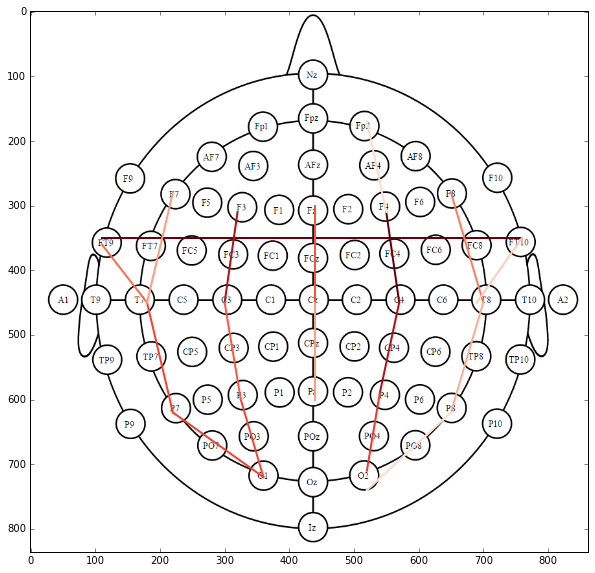 0
Nz
100
Fpz
Fp1 Fp2
200
AF7 AF3 AFz AF4 AF8
F9 F10
F7 F5 F3 F1 Fz F2 F4 F6 F8
300
FT9 FT7 FC5 FC3 FC1 FCz FC2 FC4 FC6 FC8 FT10
400
A1 T9 T7 C5 C3 C1 Cz C2 C4 C6 T8 T10 A2
500
TP9 TP7 CP5 CP3 CP1 CPz CP2 CP4 CP6 TP8 TP10
600
P7 P5 P3 P1 Pz P2 P4 P6 P8
P9 P10
PO7 PO3 POz PO4 PO8
700
O1 Oz O2
800
Iz
0 100 200 300 400 500 600 700 800